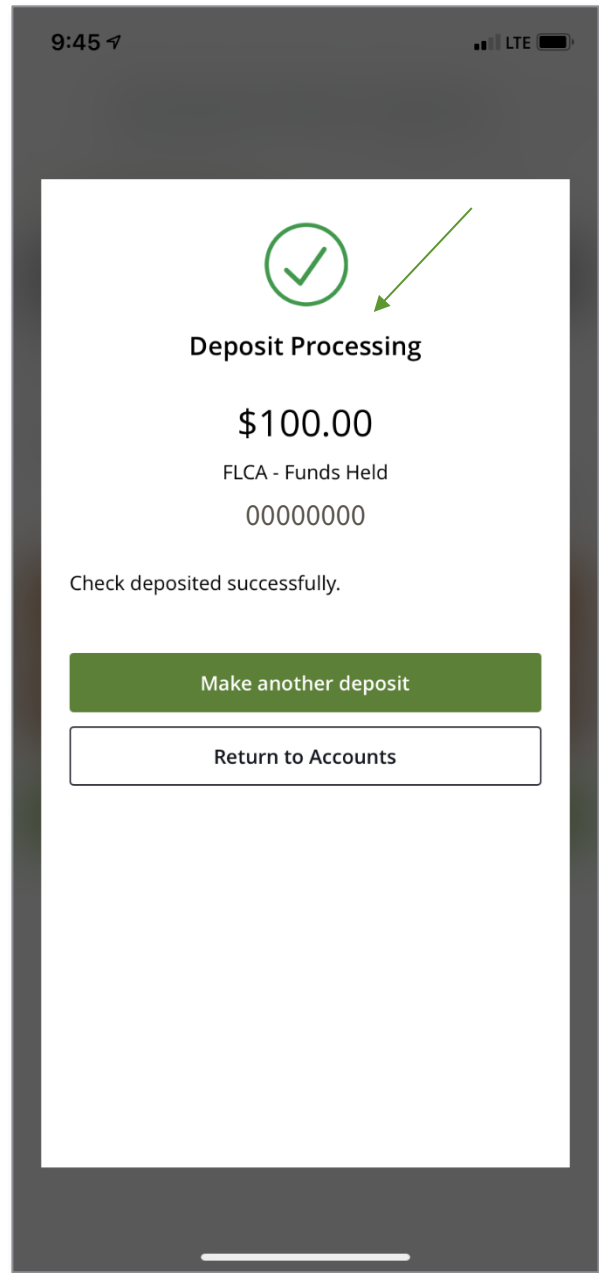 9:45
LTE
Deposit Processing
$100.00
FLCA - Funds Held
00000000
Check deposited successfully.
Make another deposit
Return to Accounts